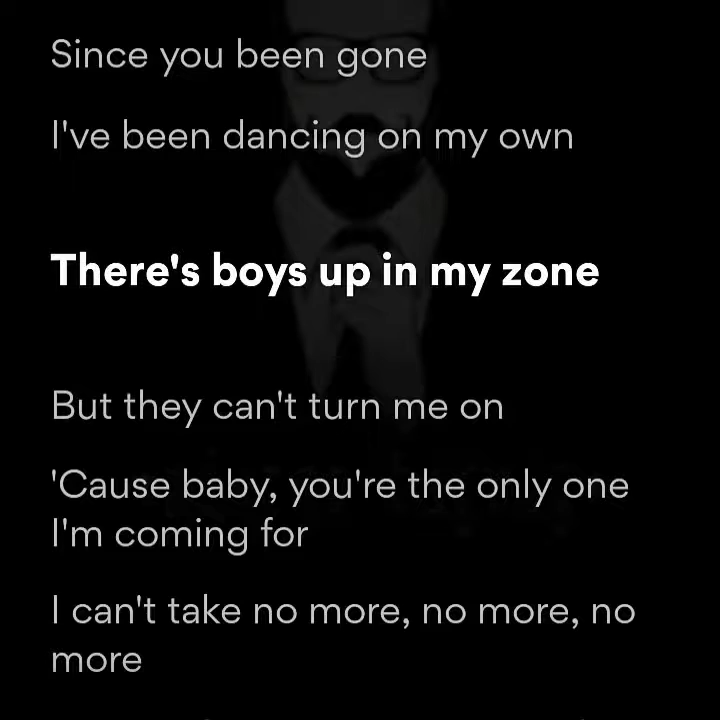 Since you been gone
I've been dancing on my own
There's boys up in my zone
But they can't turn me on
'Cause baby, you're the only one
I'm coming for
I can't take no more, no more, no
more